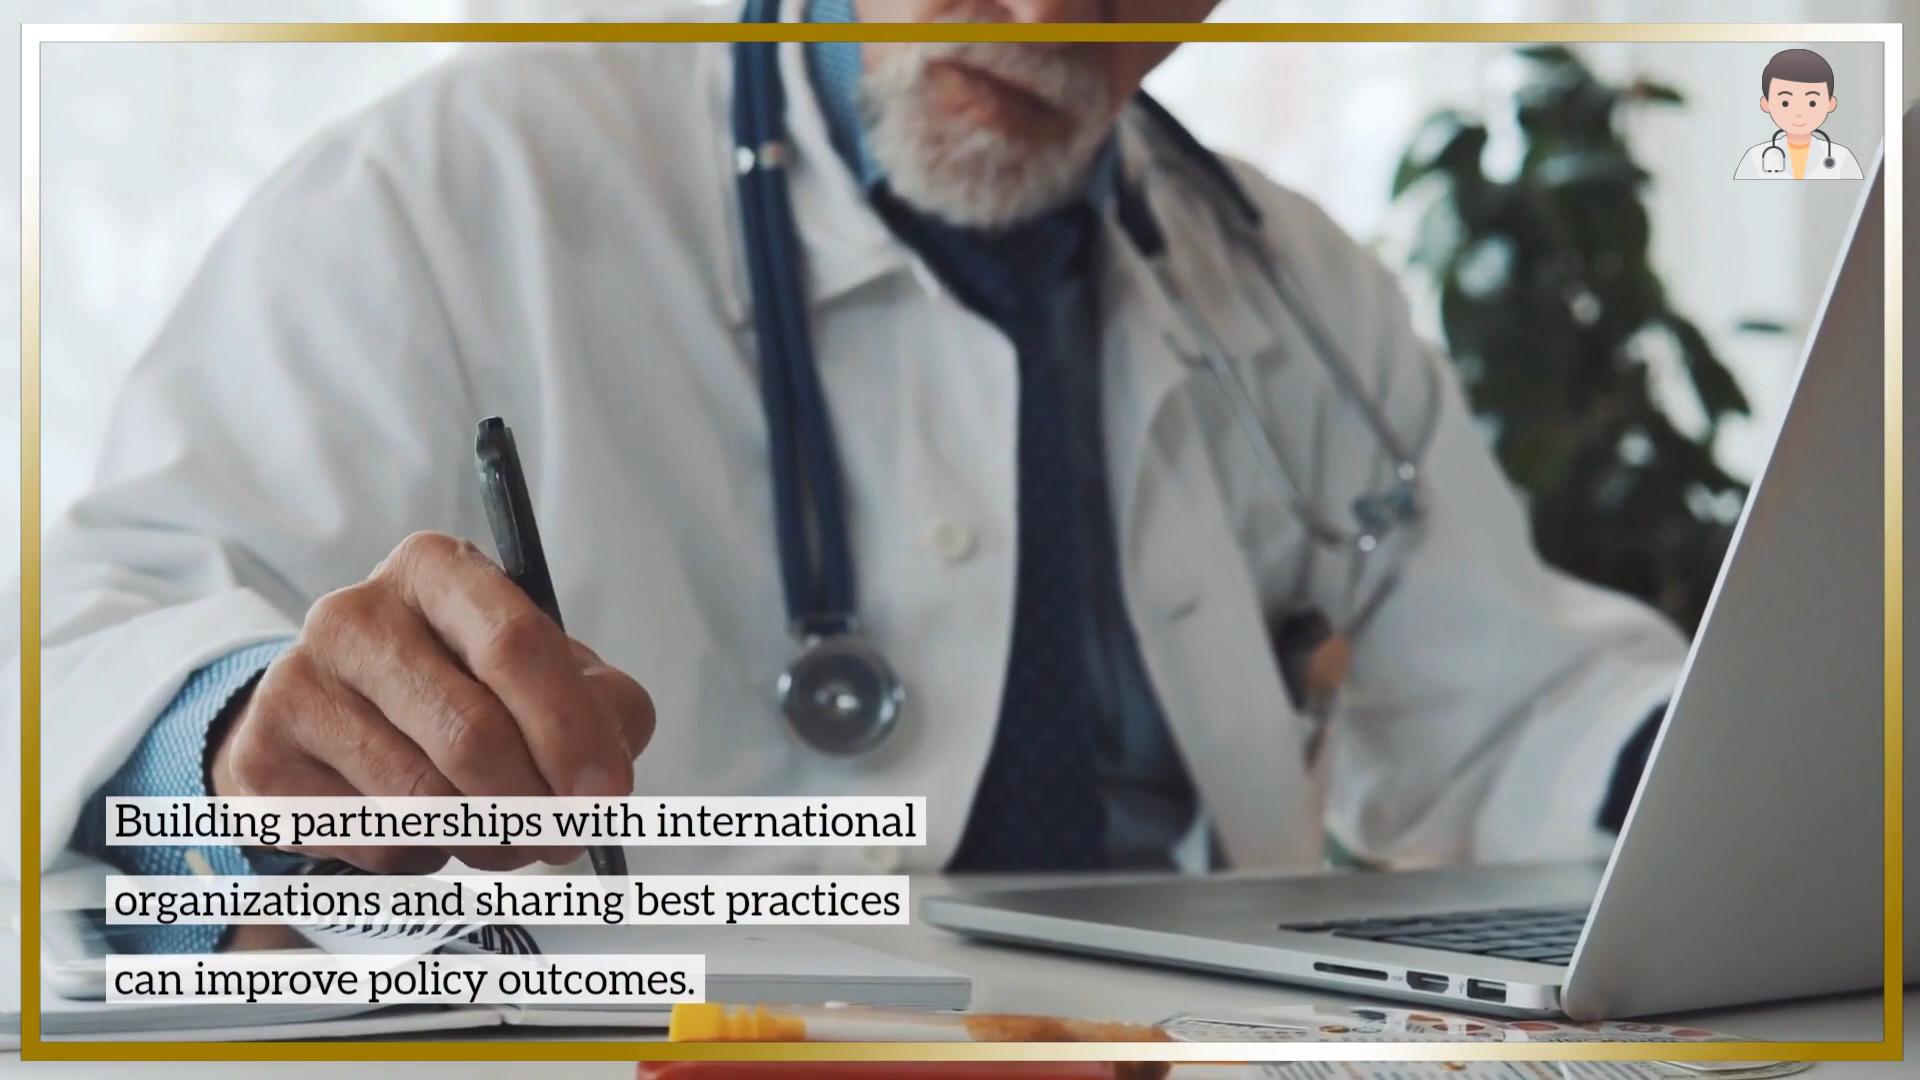 Building partnerships with international
organizations and sharing best practices
can improve policy outcomes.